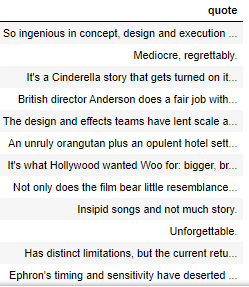 quote
So ingenious in concept, design and execution ...
Mediocre, regrettably.
It's a Cinderella story that gets turned on it...
British director Anderson does a fair job with...
The design and effects teams have lent scale a...
An unruly orangutan plus an opulent hotel sett...
It's what Hollywood wanted Woo for: bigger, br...
Not only does the film bear little resemblance...
Insipid songs and not much story.
Unforgettable.
Has distinct limitations, but the current retu...
Ephron's timing and sensitivity have deserted ...